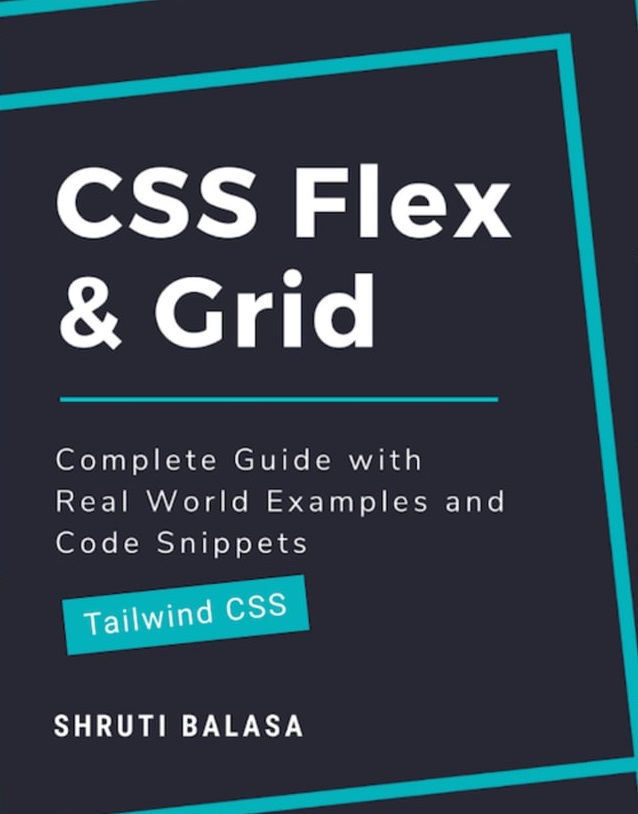 CSS Flex
& Grid
Complete Guide with
Real World Examples and
Code Snippets
Tailwind CSS
SHRUTI BALASA